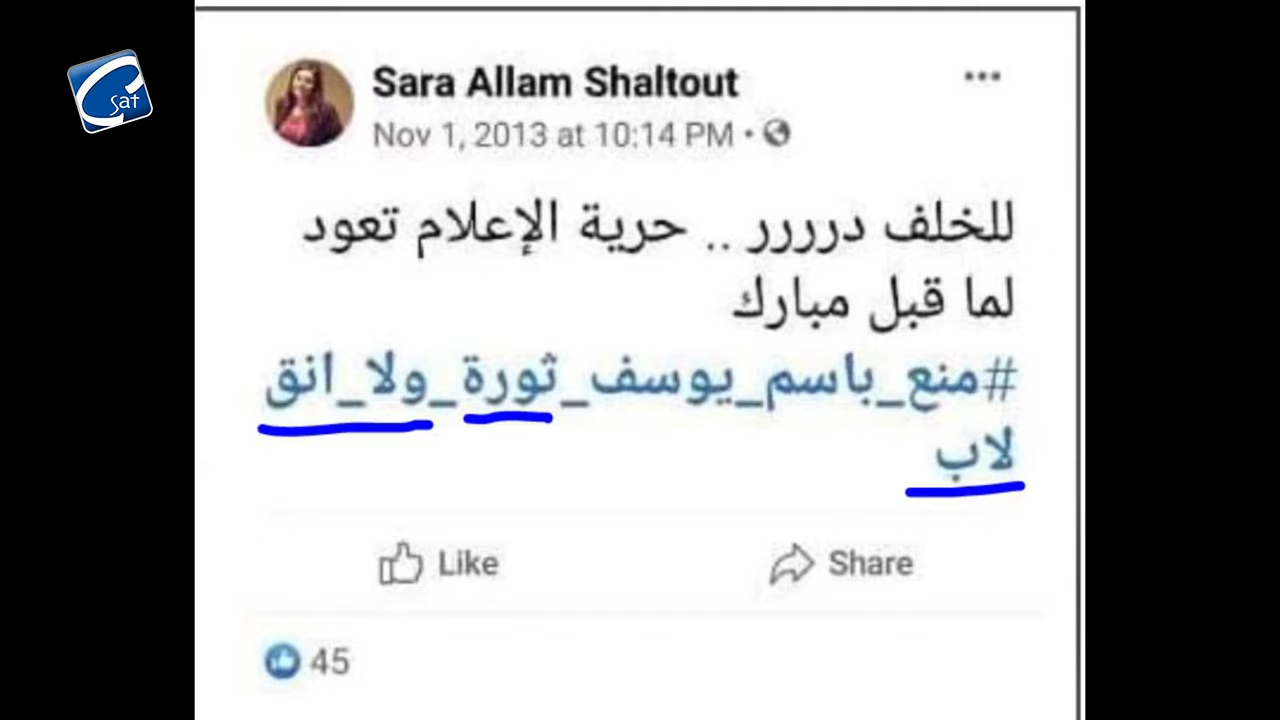 C
Sat
Sara Allam Shaltout
Nov 1, 2013 at 10:14 PM •
للخلف درررر .. حرية الإعلام تعود
لما قبل مبارك
#منع_باسم_يوسف_ثورة_ولا_انق
لاب
Like
Share
45